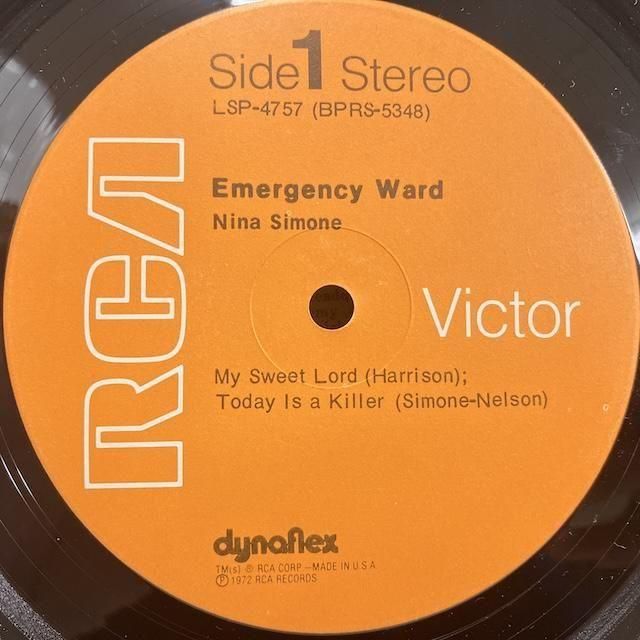 Side 1 Stereo
LSP-4757 (BPRS-5348)
Emergency Ward
Nina Simone
RCA
Victor
My Sweet Lord (Harrison);
Today Is a Killer (Simone-Nelson)
dynaflex
TM(s) ® RCA CORP.—MADE IN U.S.A.
Ⓟ 1972 RCA RECORDS